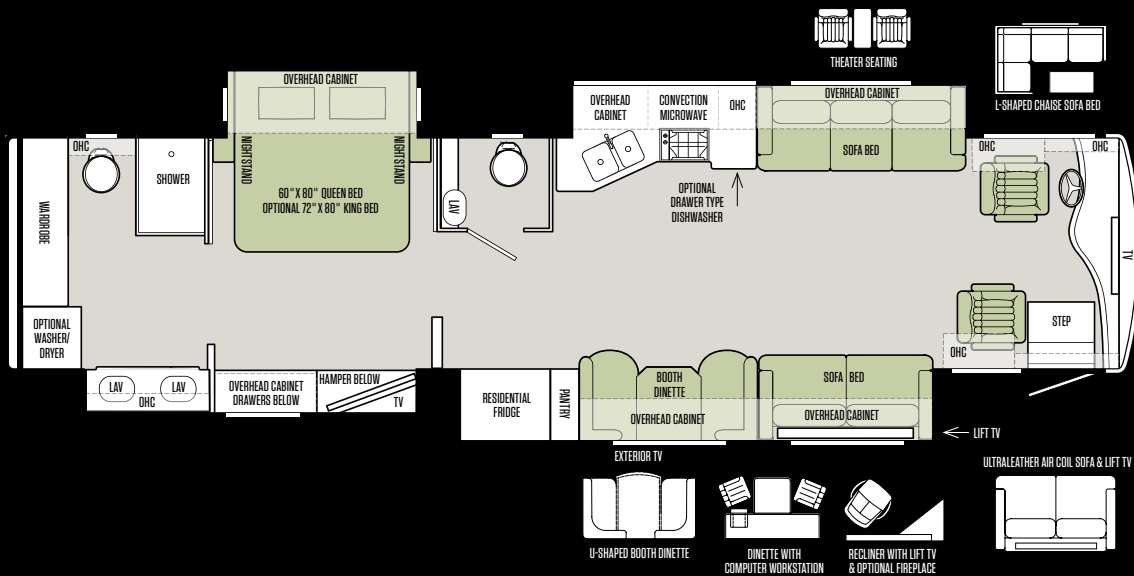 THEATER SEATING
L-SHAPED CHAISE SOFA BED
OVERHEAD CABINET
OVERHEAD
CABINET
CONVECTION
MICROWAVE
OHC
OVERHEAD CABINET
SOFA BED
OHC
OHC
OHC
SHOWER
NIGHTSTAND
NIGHTSTAND
60" X 80" QUEEN BED
OPTIONAL 72" X 80" KING BED
LAV
OPTIONAL
DRAWER TYPE
DISHWASHER
WARDROBE
TV
OPTIONAL
WASHER/
DRYER
STEP
OHC
LAV
LAV
OHC
OVERHEAD CABINET
DRAWERS BELOW
HAMPER BELOW
TV
RESIDENTIAL
FRIDGE
PANTRY
BOOTH
DINETTE
OVERHEAD CABINET
SOFA BED
OVERHEAD CABINET
LIFT TV
EXTERIOR TV
ULTRALEATHER AIR COIL SOFA & LIFT TV
U-SHAPED BOOTH DINETTE
DINETTE WITH
COMPUTER WORKSTATION
RECLINER WITH LIFT TV
& OPTIONAL FIREPLACE